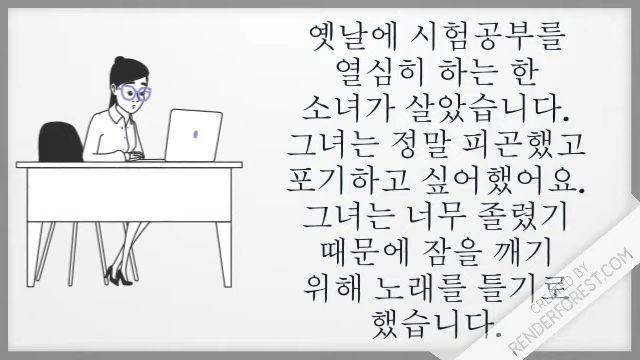 옛날에 시험공부를
열심히 하는 한
소녀가 살았습니다.
그녀는 정말 피곤했고
포기하고 싶어했어요.
그녀는 너무 졸렸기
때문에 잠을 깨기
위해 노래를 틀기로
했습니다.
CREATED BY
RENDERFOREST.COM